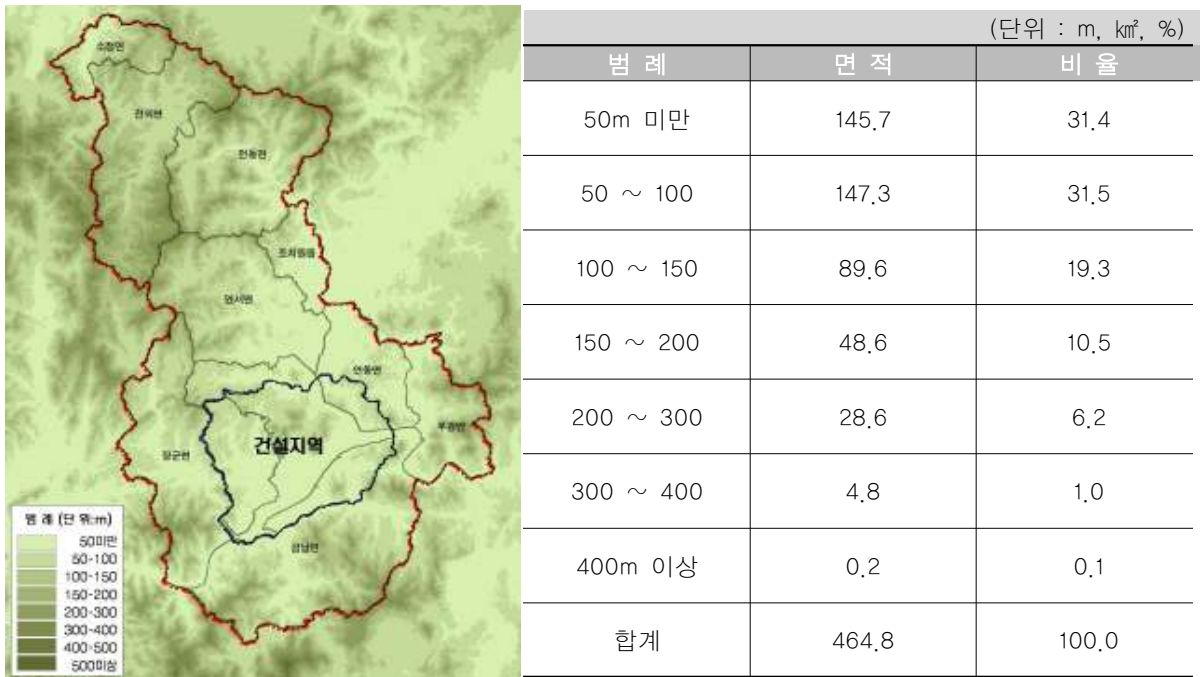 소정면
전의면
전동면
조치원읍
연서면
연동면
부강면
건설지역
장군면
금남면
범 례 (단 위:m)
50미만
50-100
100-150
150-200
200-300
300-400
400-500
500이상
(단위 : m, ㎢, %)
범 례 면 적 비 율
50m 미만 145.7 31.4
50 ~ 100 147.3 31.5
100 ~ 150 89.6 19.3
150 ~ 200 48.6 10.5
200 ~ 300 28.6 6.2
300 ~ 400 4.8 1.0
400m 이상 0.2 0.1
합계 464.8 100.0